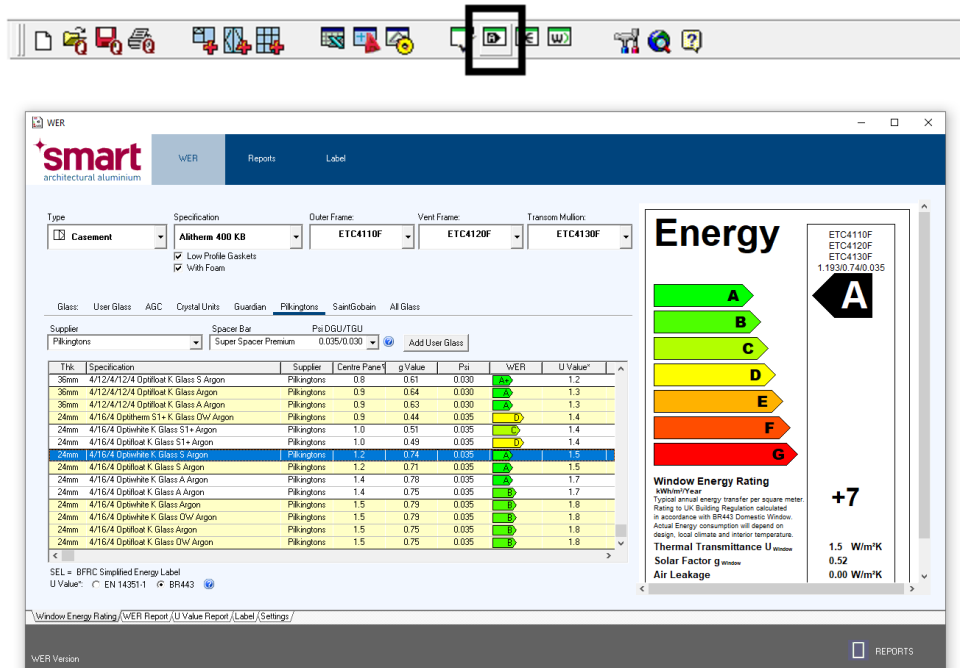 WER
smart
architectural aluminium
WER Reports Label
Type Specification Outer Frame: Vent Frame: Transom Mullion:
Casement Alitherm 400 KB ETC4110F ETC4120F ETC4130F
Low Profile Gaskets
With Foam
Glass: User Glass AGC Crystal Units Guardian Pilkingtons SaintGobain All Glass
Supplier Spacer Bar Psi DGU/TGU
Pilkingtons Super Spacer Premium 0.035/0.030 Add User Glass
Thk Specification Supplier Centre Pane g Value Psi WER U Value*
36mm 4/12/4/12/4 Optifloat K Glass S Argon Pilkingtons 0.8 0.61 0.030 A+ 1.2
36mm 4/12/4/12/4 Optiwhite K Glass Argon Pilkingtons 0.9 0.64 0.030 A 1.3
36mm 4/12/4/12/4 Optifloat K Glass A Argon Pilkingtons 0.9 0.63 0.030 A 1.3
24mm 4/16/4 Optitherm S1+ K Glass OW Argon Pilkingtons 0.9 0.44 0.035 D 1.4
24mm 4/16/4 Optiwhite K Glass S1+ Argon Pilkingtons 1.0 0.51 0.035 C 1.4
24mm 4/16/4 Optifloat K Glass S1+ Argon Pilkingtons 1.0 0.49 0.035 D 1.4
24mm 4/16/4 Optiwhite K Glass S Argon Pilkingtons 1.2 0.74 0.035 A 1.5
24mm 4/16/4 Optifloat K Glass S Argon Pilkingtons 1.2 0.71 0.035 A 1.5
24mm 4/16/4 Optiwhite K Glass A Argon Pilkingtons 1.4 0.78 0.035 A 1.7
24mm 4/16/4 Optifloat K Glass A Argon Pilkingtons 1.4 0.75 0.035 B 1.7
24mm 4/16/4 Optiwhite K Glass Argon Pilkingtons 1.5 0.79 0.035 B 1.8
24mm 4/16/4 Optiwhite K Glass OW Argon Pilkingtons 1.5 0.79 0.035 B 1.8
24mm 4/16/4 Optifloat K Glass Argon Pilkingtons 1.5 0.75 0.035 B 1.8
24mm 4/16/4 Optifloat K Glass OW Argon Pilkingtons 1.5 0.75 0.035 B 1.8
SEL = BFRC Simplified Energy Label
U Value*: EN 14351-1 BR443
Energy
ETC4110F
ETC4120F
ETC4130F
1.193/0.74/0.035
A
A
B
C
D
E
F
G
Window Energy Rating
kWh/m²/Year
Typical annual energy transfer per square meter.
Rating to UK Building Regulation calculated
in accordance with BR443 Domestic Window.
Actual Energy consumption will depend on
design, local climate and interior temperature.
+7
Thermal Transmittance U Window 1.5 W/m²K
Solar Factor g Window 0.52
Air Leakage 0.00 W/m²K
Window Energy Rating WER Report U Value Report Label Settings
REPORTS
WER Version